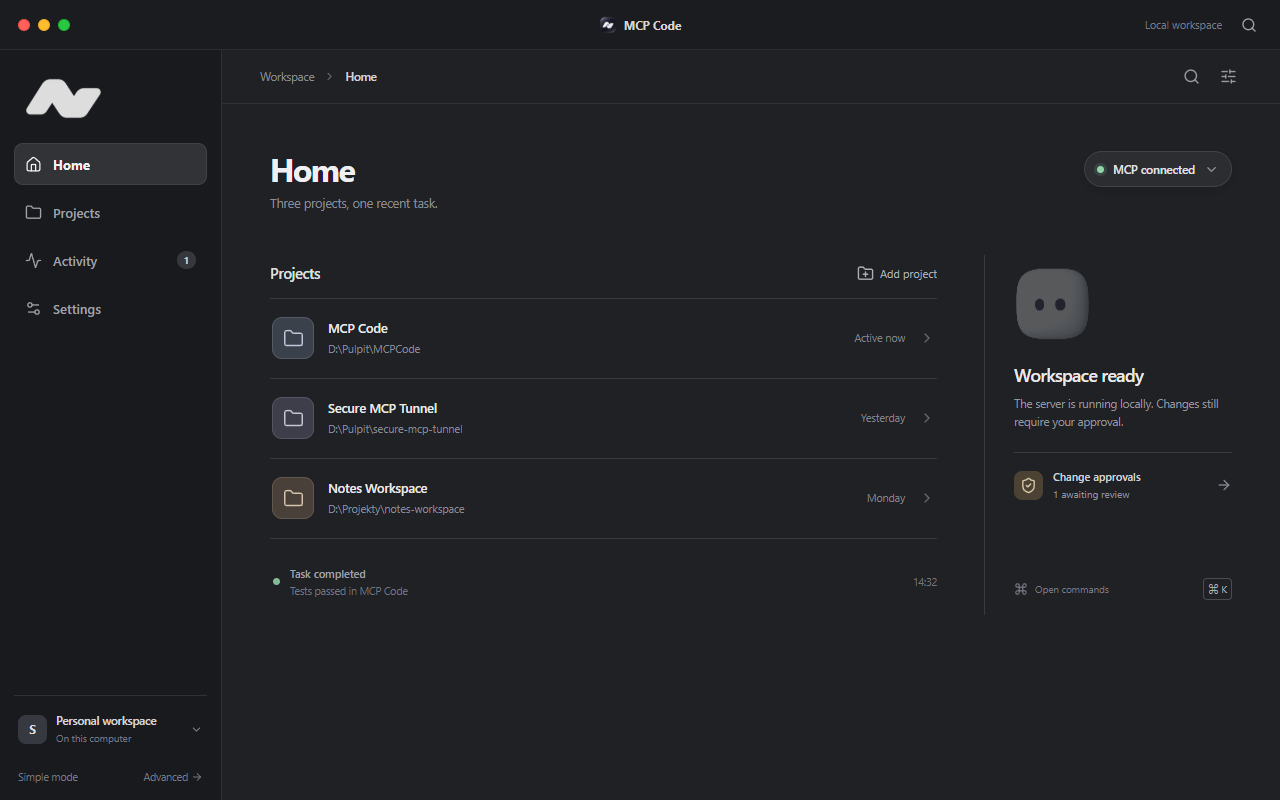 MCP Code
Local workspace
Workspace
Home
Home
Projects
Activity
1
Settings
Home
Three projects, one recent task.
MCP connected
Projects
Add project
MCP Code
D:\Pulpit\MCPCode
Active now
Secure MCP Tunnel
D:\Pulpit\secure-mcp-tunnel
Yesterday
Notes Workspace
D:\Projekty\notes-workspace
Monday
Task completed
Tests passed in MCP Code
14:32
Workspace ready
The server is running locally. Changes still
require your approval.
Change approvals
1 awaiting review
Open commands
⌘ K
S
Personal workspace
On this computer
Simple mode
Advanced